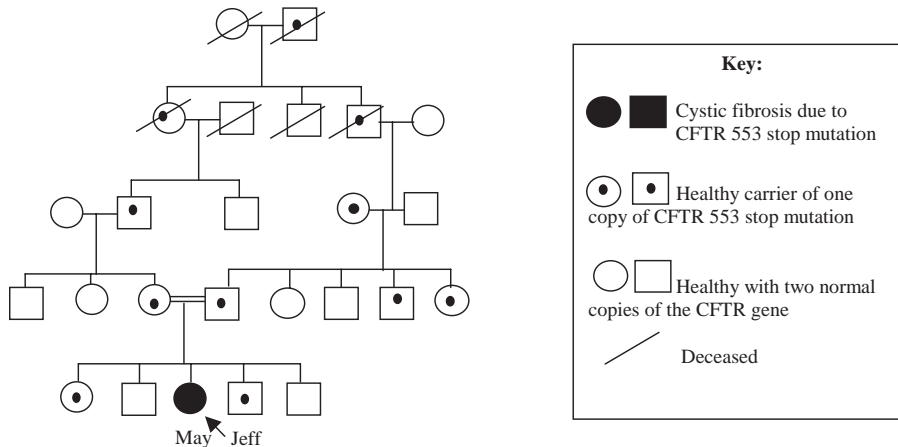 Key:
Cystic fibrosis due to
CFTR 553 stop mutation
Healthy carrier of one
copy of CFTR 553 stop mutation
Healthy with two normal
copies of the CFTR gene
Deceased
May Jeff